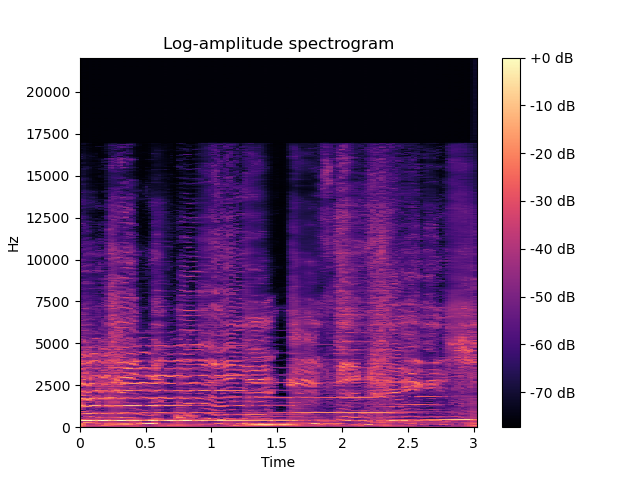 Log-amplitude spectrogram
Hz
20000
17500
15000
12500
10000
7500
5000
2500
0
0 0.5 1 1.5 2 2.5 3
Time
+0 dB
-10 dB
-20 dB
-30 dB
-40 dB
-50 dB
-60 dB
-70 dB